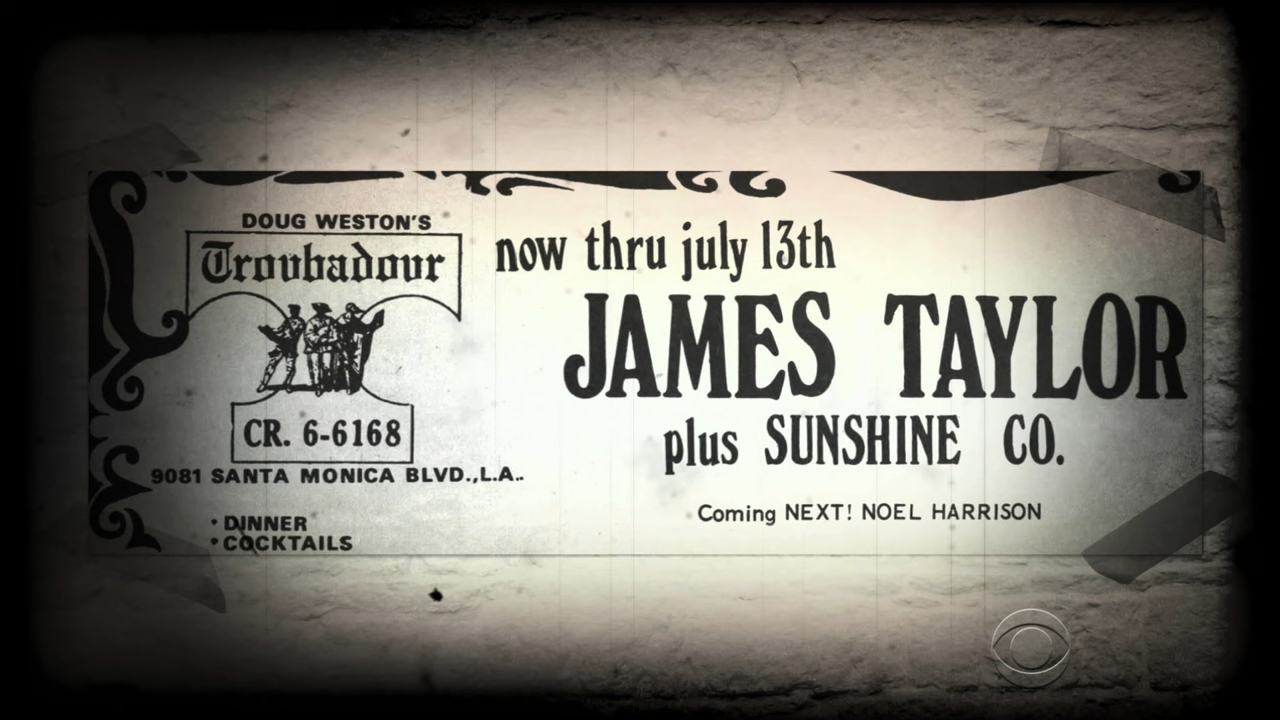 DOUG WESTON'S
Troubadour
CR. 6-6168
9081 SANTA MONICA BLVD.,L.A..
• DINNER
• COCKTAILS
now thru july 13th
JAMES TAYLOR
plus SUNSHINE CO.
Coming NEXT! NOEL HARRISON